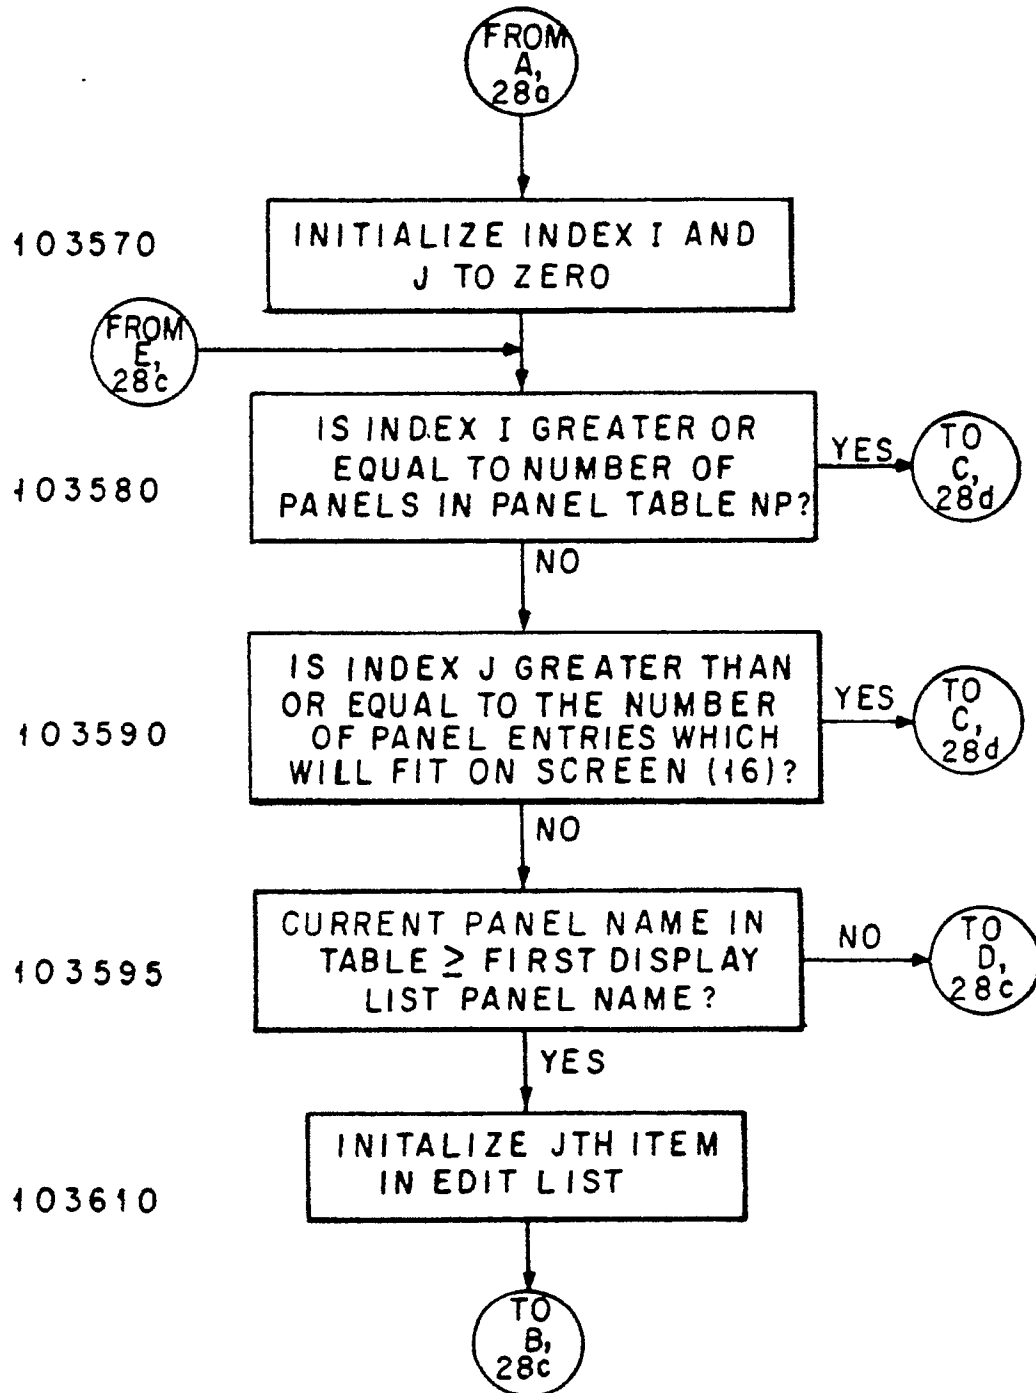 FROM
A,
28a
103570
INITIALIZE INDEX I AND
J TO ZERO
FROM
E,
28c
103580
IS INDEX I GREATER OR
EQUAL TO NUMBER OF
PANELS IN PANEL TABLE NP?
YES
TO
C,
28d
NO
103590
IS INDEX J GREATER THAN
OR EQUAL TO THE NUMBER
OF PANEL ENTRIES WHICH
WILL FIT ON SCREEN (16)?
YES
TO
C,
28d
NO
103595
CURRENT PANEL NAME IN
TABLE ≥ FIRST DISPLAY
LIST PANEL NAME?
NO
TO
D,
28c
YES
103610
INITALIZE JTH ITEM
IN EDIT LIST
TO
B,
28c